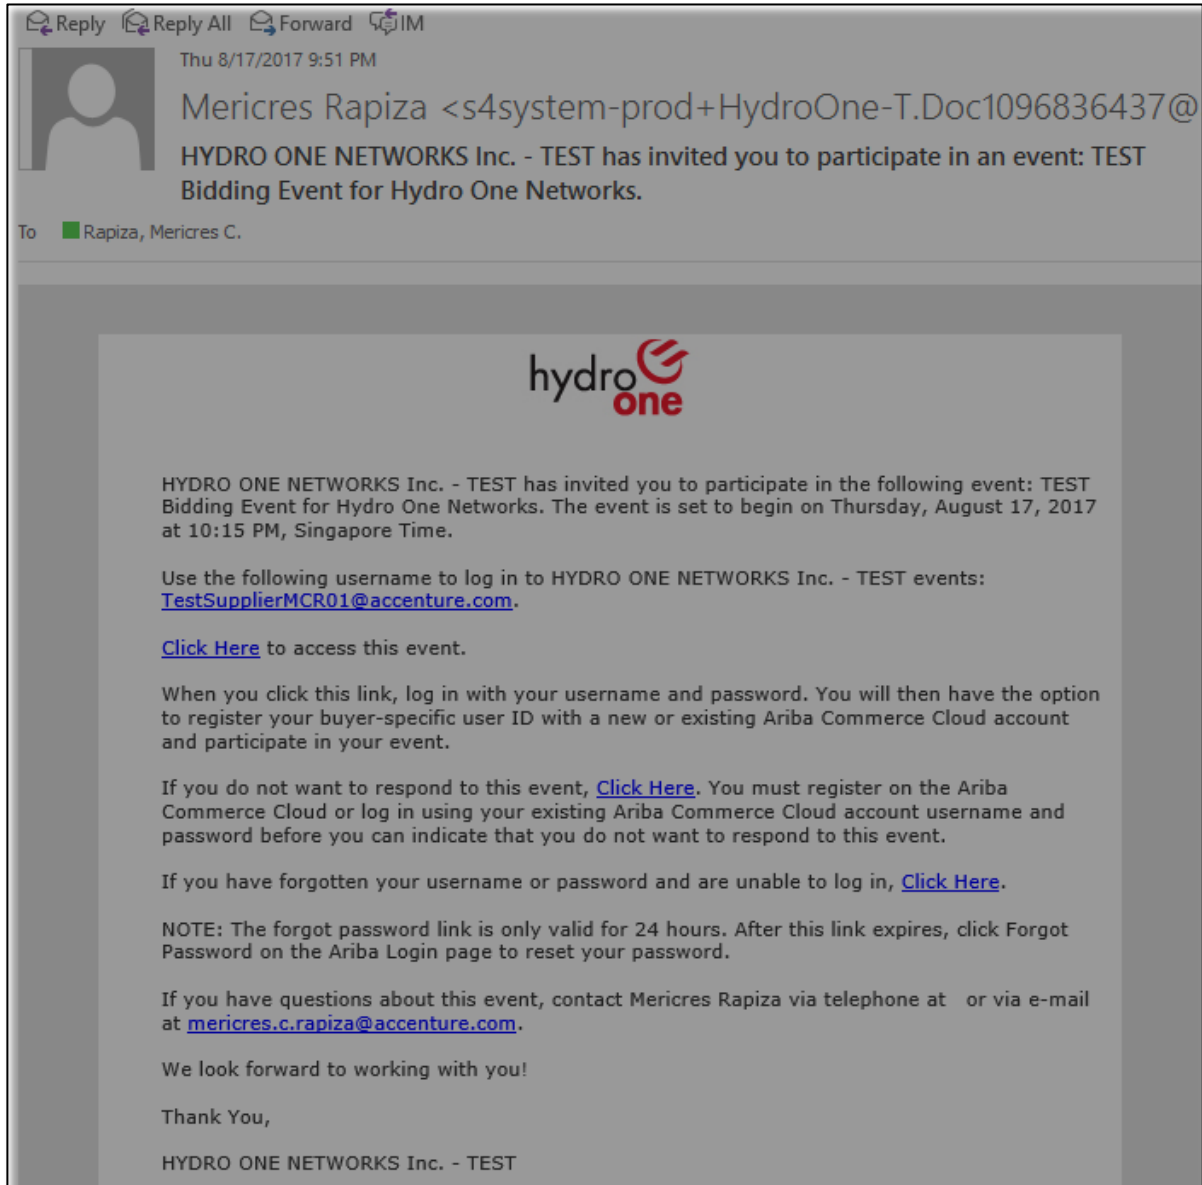 Reply Reply All Forward IM
Thu 8/17/2017 9:51 PM
Mericres Rapiza <s4system-prod+HydroOne-T.Doc1096836437@
HYDRO ONE NETWORKS Inc. - TEST has invited you to participate in an event: TEST
Bidding Event for Hydro One Networks.
To Rapiza, Mericres C.
hydro
one
HYDRO ONE NETWORKS Inc. - TEST has invited you to participate in the following event: TEST
Bidding Event for Hydro One Networks. The event is set to begin on Thursday, August 17, 2017
at 10:15 PM, Singapore Time.
Use the following username to log in to HYDRO ONE NETWORKS Inc. - TEST events:
TestSupplierMCR01@accenture.com.
Click Here to access this event.
When you click this link, log in with your username and password. You will then have the option
to register your buyer-specific user ID with a new or existing Ariba Commerce Cloud account
and participate in your event.
If you do not want to respond to this event, Click Here. You must register on the Ariba
Commerce Cloud or log in using your existing Ariba Commerce Cloud account username and
password before you can indicate that you do not want to respond to this event.
If you have forgotten your username or password and are unable to log in, Click Here.
NOTE: The forgot password link is only valid for 24 hours. After this link expires, click Forgot
Password on the Ariba Login page to reset your password.
If you have questions about this event, contact Mericres Rapiza via telephone at or via e-mail
at mericres.c.rapiza@accenture.com.
We look forward to working with you!
Thank You,
HYDRO ONE NETWORKS Inc. - TEST